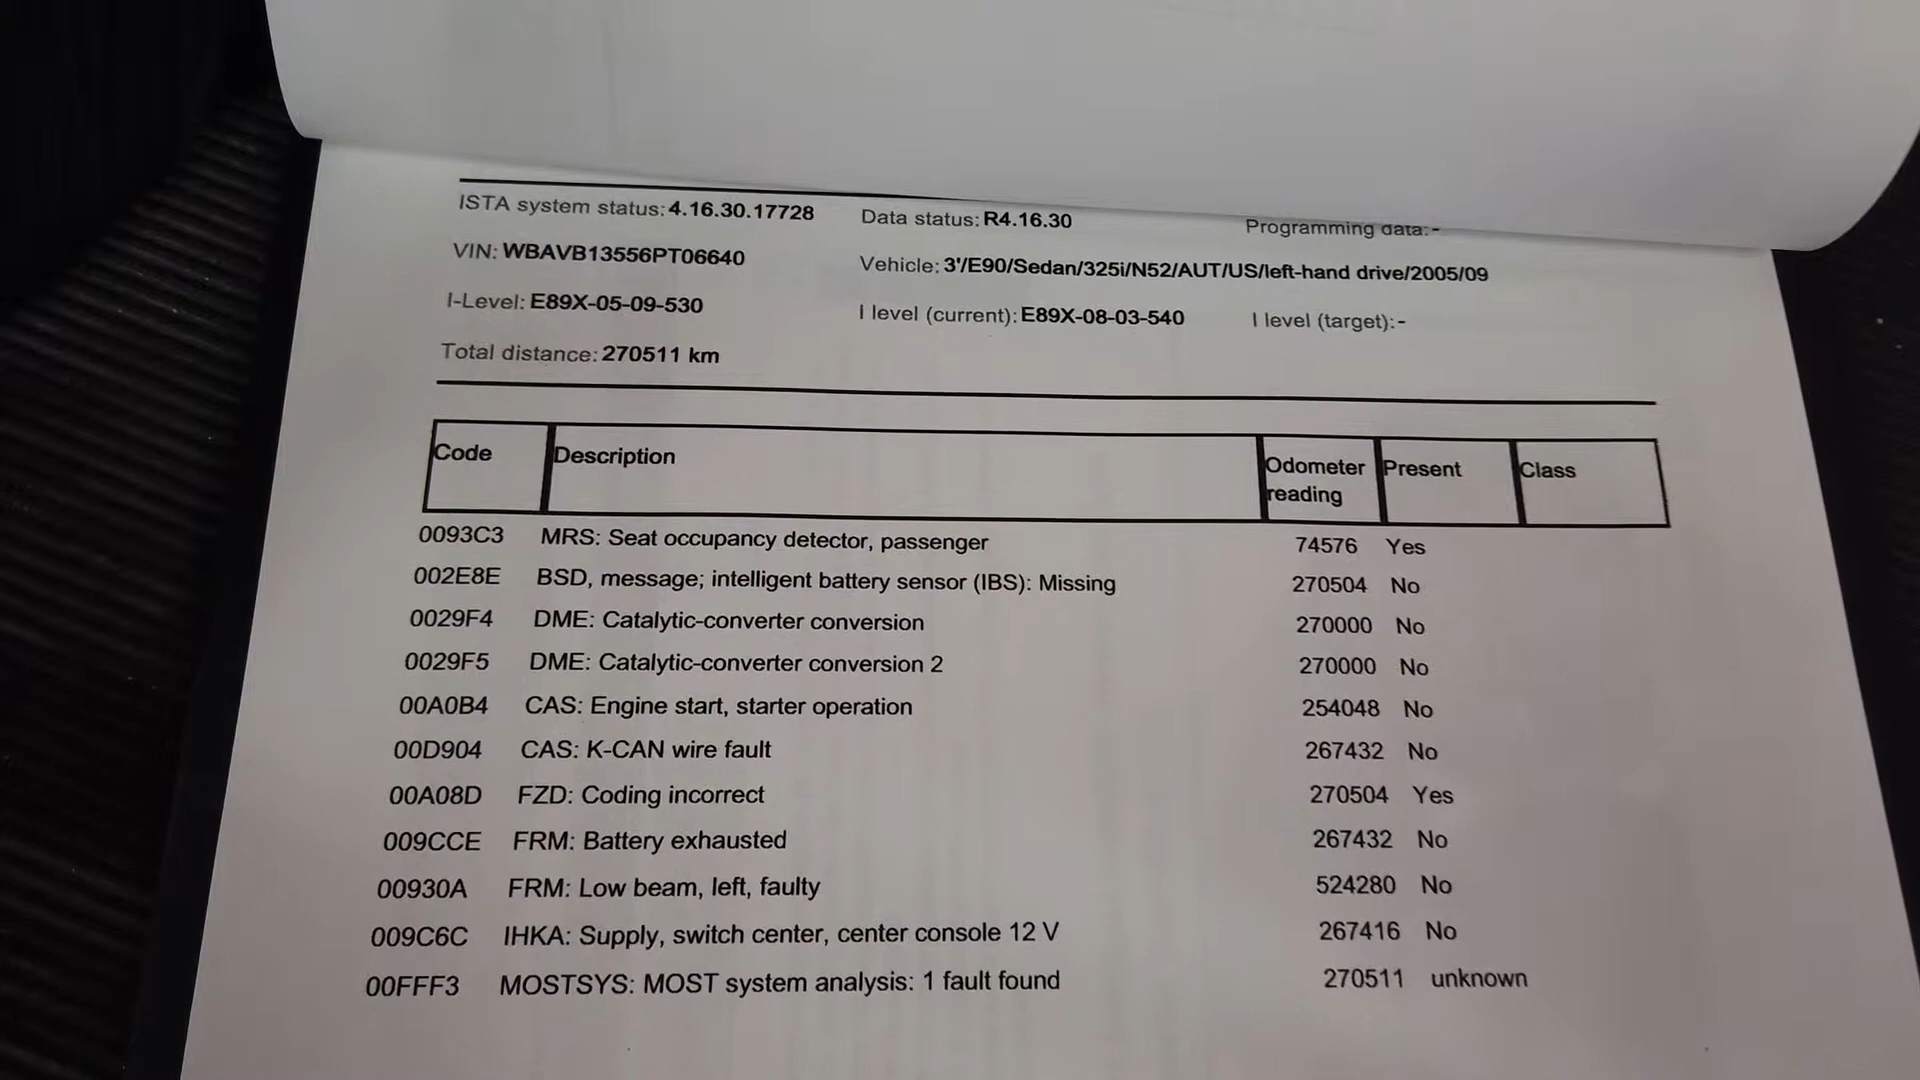 ISTA system status: 4.16.30.17728 Data status: R4.16.30 Programming data:-
VIN: WBAVB13556PT06640 Vehicle: 3'/E90/Sedan/325i/N52/AUT/US/left-hand drive/2005/09
I-Level: E89X-05-09-530 I level (current): E89X-08-03-540 I level (target):-
Total distance: 270511 km
Code Description Odometer reading Present Class
0093C3 MRS: Seat occupancy detector, passenger 74576 Yes
002E8E BSD, message; intelligent battery sensor (IBS): Missing 270504 No
0029F4 DME: Catalytic-converter conversion 270000 No
0029F5 DME: Catalytic-converter conversion 2 270000 No
00A0B4 CAS: Engine start, starter operation 254048 No
00D904 CAS: K-CAN wire fault 267432 No
00A08D FZD: Coding incorrect 270504 Yes
009CCE FRM: Battery exhausted 267432 No
00930A FRM: Low beam, left, faulty 524280 No
009C6C IHKA: Supply, switch center, center console 12 V 267416 No
00FFF3 MOSTSYS: MOST system analysis: 1 fault found 270511 unknown